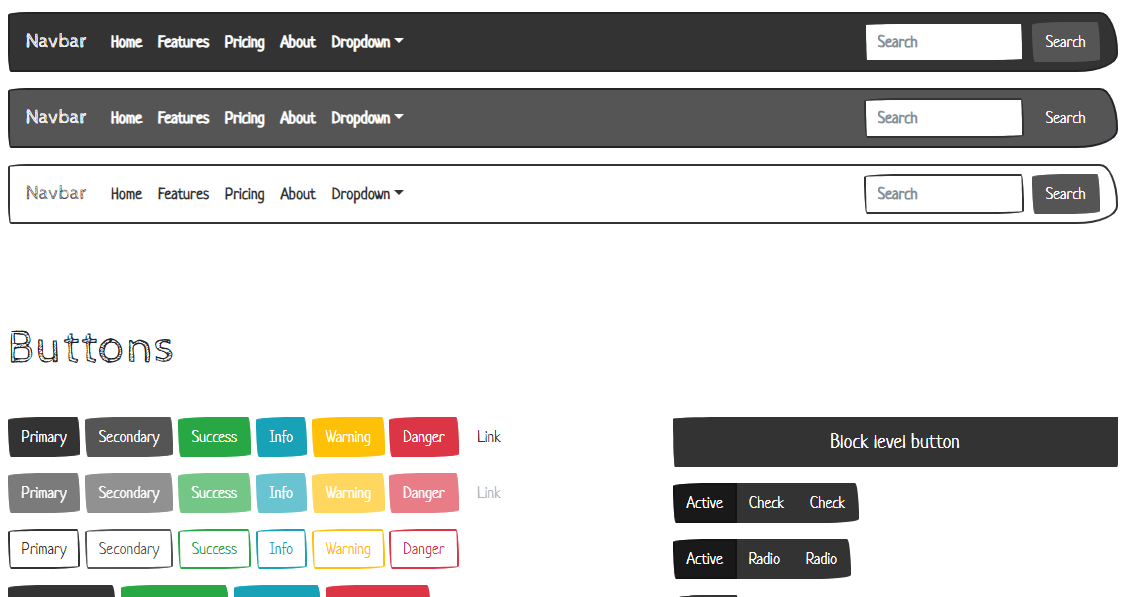 Navbar Home Features Pricing About Dropdown Search Search
Navbar Home Features Pricing About Dropdown Search Search
Navbar Home Features Pricing About Dropdown Search Search
Buttons
Primary Secondary Success Info Warning Danger Link
Primary Secondary Success Info Warning Danger Link
Primary Secondary Success Info Warning Danger
Block level button
Active Check Check
Active Radio Radio